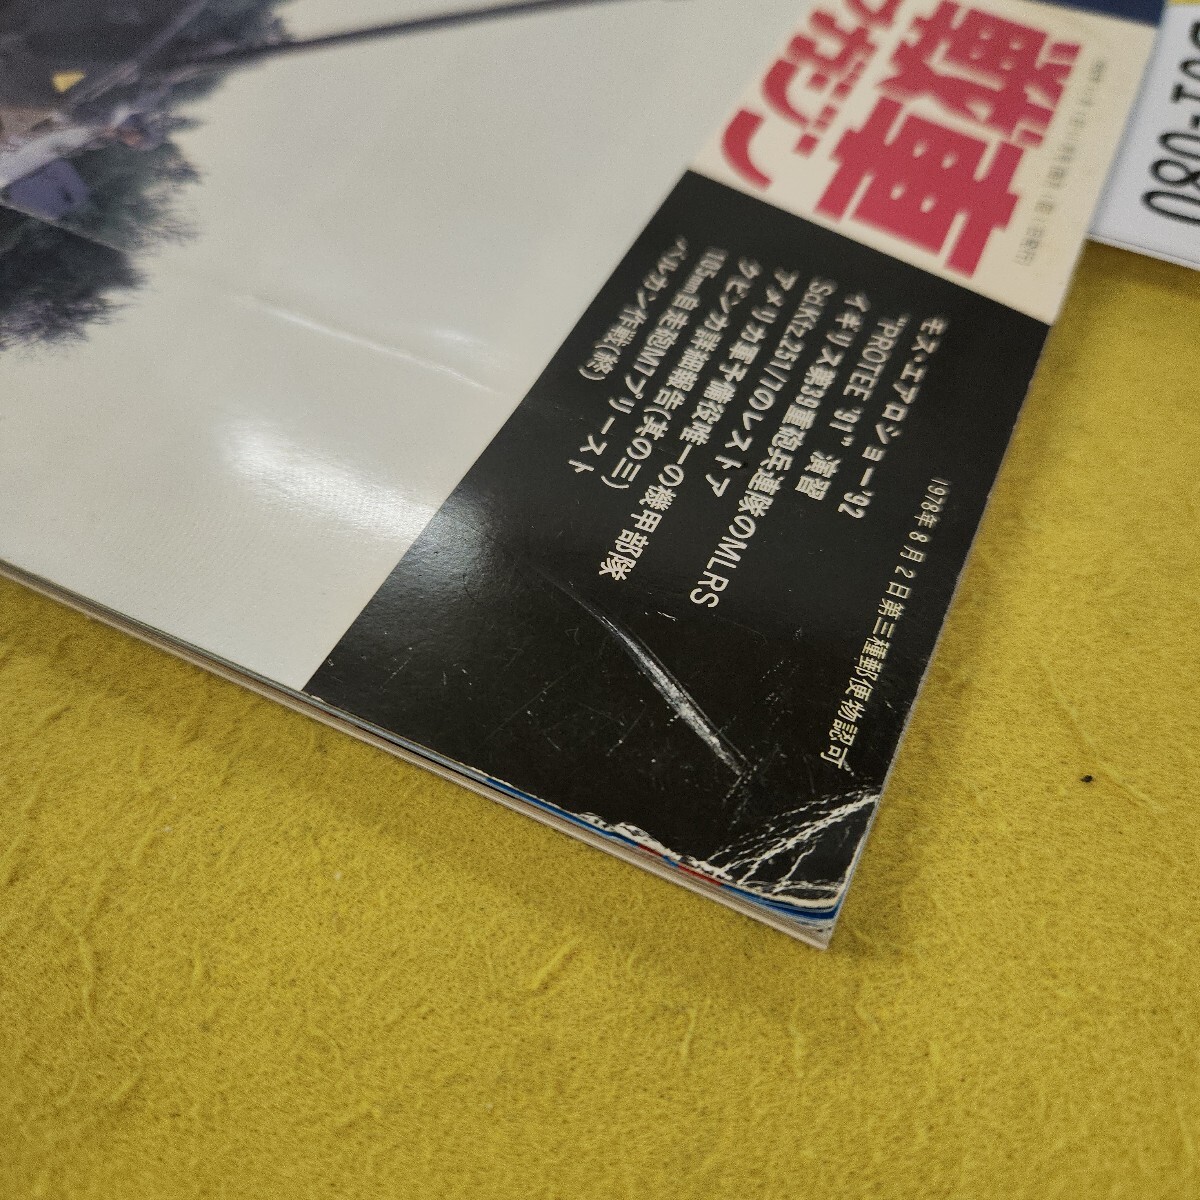 戦車
マガジン
モス・エアロショー'92
"PROTEE '91" 演習
イギリス第39重砲兵連隊のMLRS
Sd.Kfz.251/1のレストア
アメリカ軍予備役唯一の機甲部隊
クビンカ詳細報告(其の三)
105mm自走砲M7プリースト
ベルカン作戦(終)
1978年8月2日第三種郵便物認可
01-080